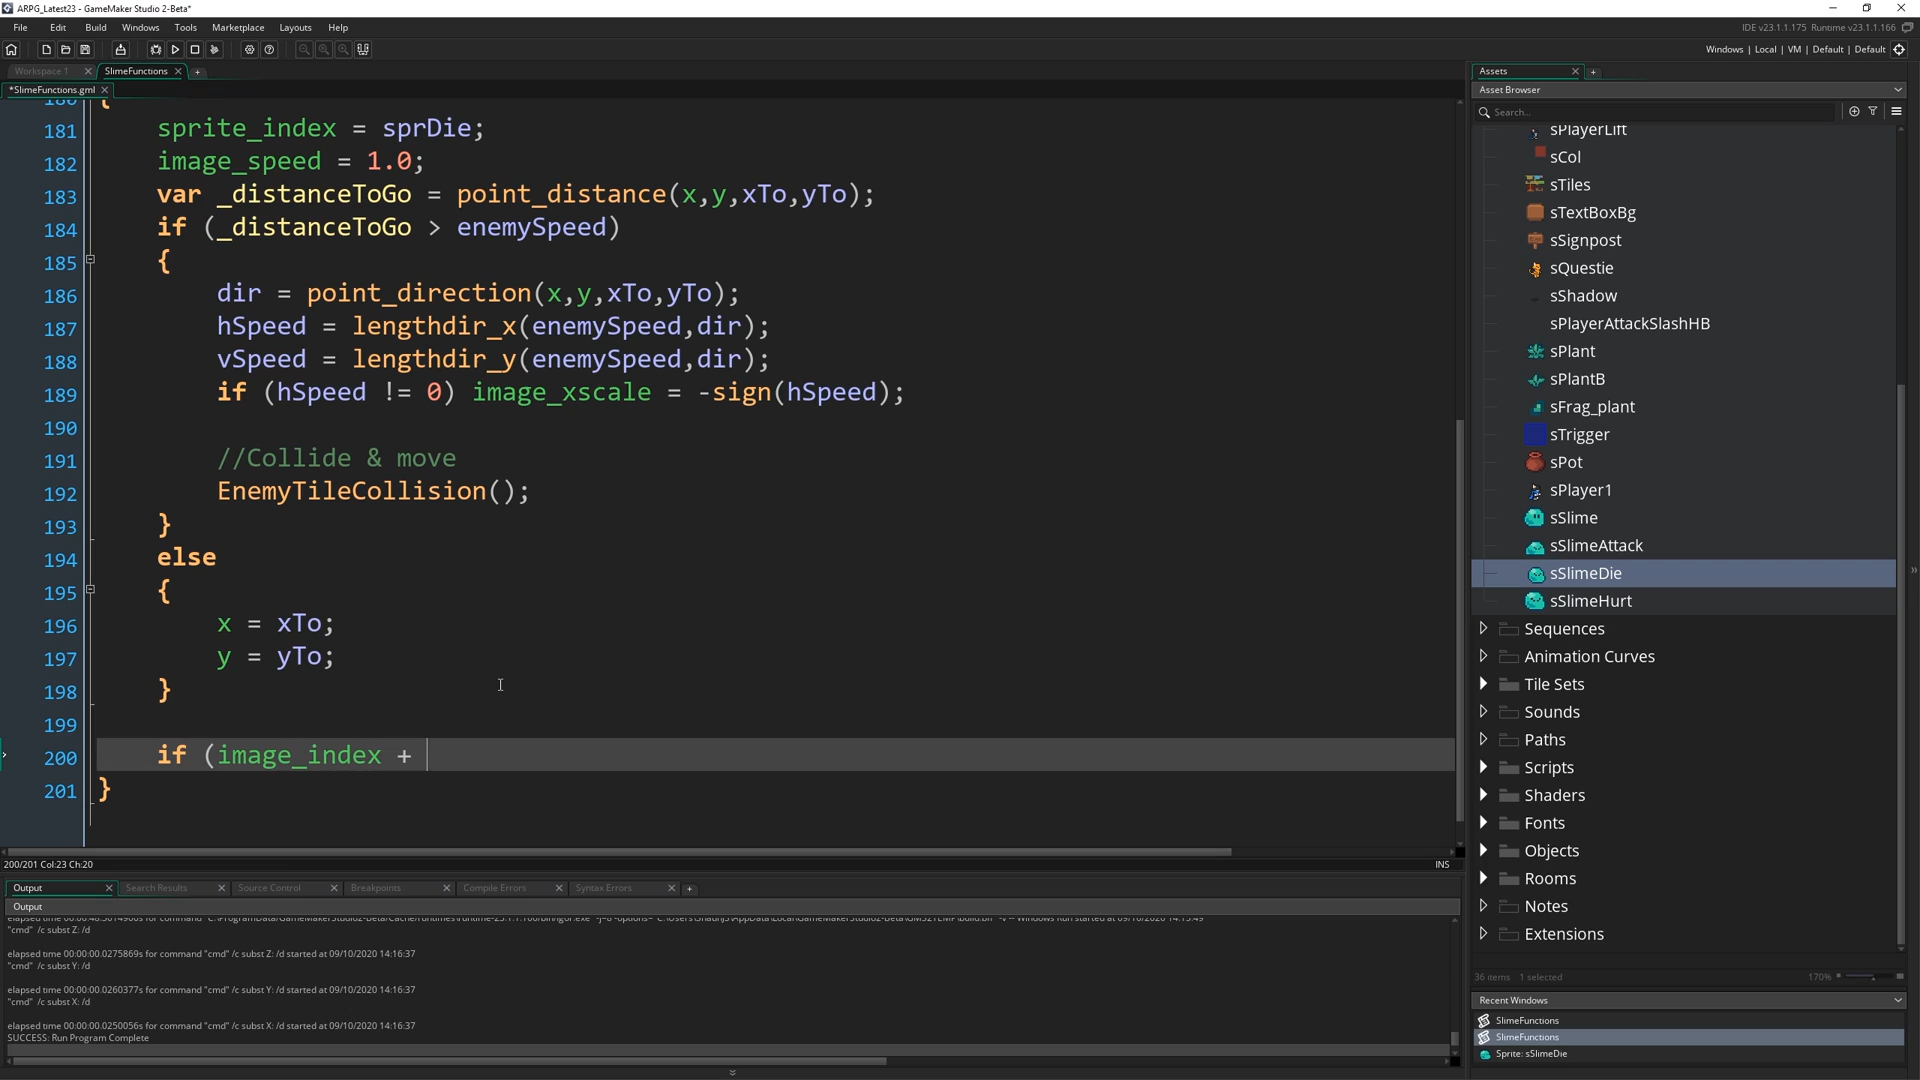 ARPG_Latest23 - GameMaker Studio 2-Beta*
File Edit Build Windows Tools Marketplace Layouts Help
IDE v23.1.1.175 Runtime v23.1.1.166
Windows | Local | VM | Default | Default
Workspace 1
SlimeFunctions
*SlimeFunctions.gml
180 {
181 sprite_index = sprDie;
182 image_speed = 1.0;
183 var _distanceToGo = point_distance(x,y,xTo,yTo);
184 if (_distanceToGo > enemySpeed)
185 {
186 dir = point_direction(x,y,xTo,yTo);
187 hSpeed = lengthdir_x(enemySpeed,dir);
188 vSpeed = lengthdir_y(enemySpeed,dir);
189 if (hSpeed != 0) image_xscale = -sign(hSpeed);
190
191 //Collide & move
192 EnemyTileCollision();
193 }
194 else
195 {
196 x = xTo;
197 y = yTo;
198 }
199
200 if (image_index +
201 }
200/201 Col:23 Ch:20
INS
Output Search Results Source Control Breakpoints Compile Errors Syntax Errors
Output
"cmd" /c subst Z: /d
elapsed time 00:00:00.0275869s for command "cmd" /c subst Z: /d started at 09/10/2020 14:16:37
"cmd" /c subst Y: /d
elapsed time 00:00:00.0260377s for command "cmd" /c subst Y: /d started at 09/10/2020 14:16:37
"cmd" /c subst X: /d
elapsed time 00:00:00.0250056s for command "cmd" /c subst X: /d started at 09/10/2020 14:16:37
SUCCESS: Run Program Complete
Assets
Asset Browser
Search...
sPlayerLift
sCol
sTiles
sTextBoxBg
sSignpost
sQuestie
sShadow
sPlayerAttackSlashHB
sPlant
sPlantB
sFrag_plant
sTrigger
sPot
sPlayer1
sSlime
sSlimeAttack
sSlimeDie
sSlimeHurt
Sequences
Animation Curves
Tile Sets
Sounds
Paths
Scripts
Shaders
Fonts
Objects
Rooms
Notes
Extensions
36 items 1 selected
170%
Recent Windows
SlimeFunctions
SlimeFunctions
Sprite: sSlimeDie